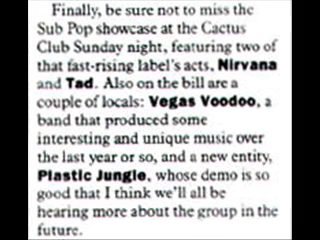 Finally, be sure not to miss the
Sub Pop showcase at the Cactus
Club Sunday night, featuring two of
that fast-rising label's acts, Nirvana
and Tad. Also on the bill are a
couple of locals: Vegas Voodoo, a
band that produced some
interesting and unique music over
the last year or so, and a new entity,
Plastic Jungle, whose demo is so
good that I think we'll all be
hearing more about the group in the
future.